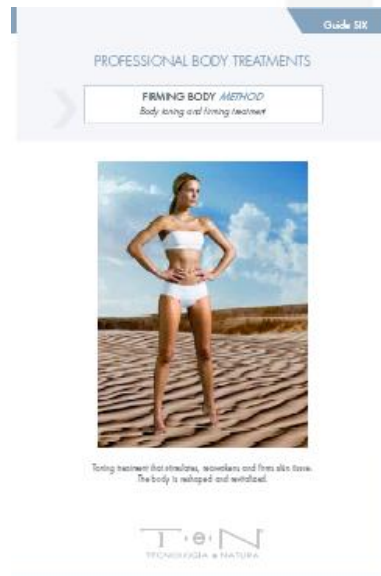 Guide SIX
PROFESSIONAL BODY TREATMENTS
FIRMING BODY METHOD
Body toning and firming treatment
Toning treatment that stimulates, reawakens and firms skin tissue.
The body is reshaped and revitalized.
T·e·N
TECNOLOGIA e NATURA